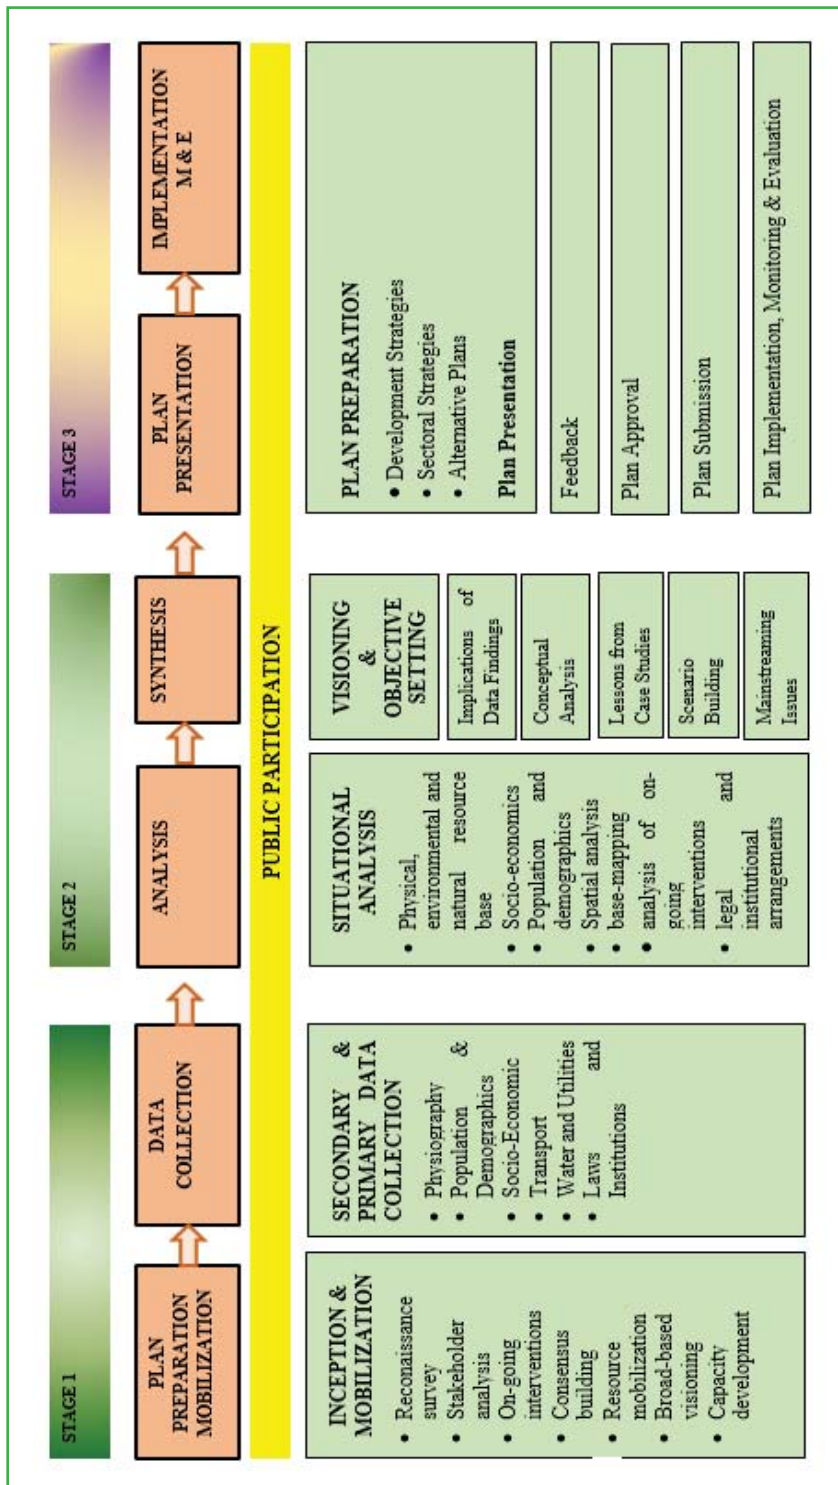 STAGE 1
STAGE 2
STAGE 3
PLAN
PREPARATION
MOBILIZATION
DATA
COLLECTION
ANALYSIS
SYNTHESIS
PLAN
PRESENTATION
IMPLEMENTATION
M & E
PUBLIC PARTICIPATION
INCEPTION &
MOBILIZATION
• Reconaissance
survey
• Stakeholder
analysis
• On-going
interventions
• Consensus
building
• Resource
mobilization
• Broad-based
visioning
• Capacity
development
SECONDARY &
PRIMARY DATA
COLLECTION
• Physiography
• Population &
Demographics
• Socio-Economic
• Transport
• Water and Utilities
• Laws and
Institutions
SITUATIONAL
ANALYSIS
• Physical,
environmental and
natural resource
base
• Socio-economics
• Population and
demographics
• Spatial analysis
• base-mapping
• analysis of on-
going
interventions
• legal and
institutional
arrangements
VISIONING
&
OBJECTIVE
SETTING
Implications of
Data Findings
Conceptual
Analysis
Lessons from
Case Studies
Scenario
Building
Mainstreaming
Issues
PLAN PREPARATION
• Development Strategies
• Sectoral Strategies
• Alternative Plans
Plan Presentation
Feedback
Plan Approval
Plan Submission
Plan Implementation, Monitoring & Evaluation